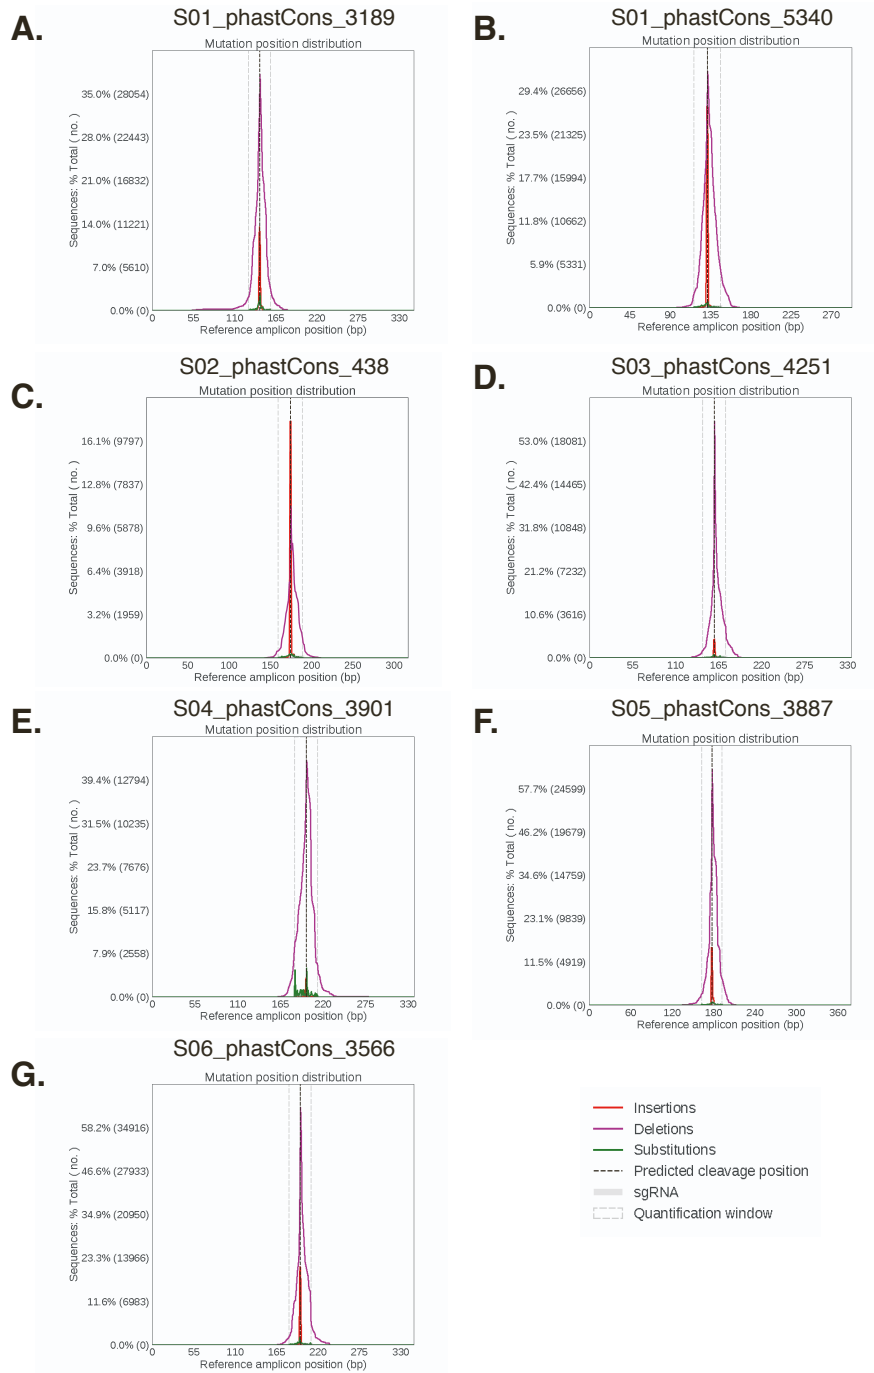 A.
S01_phastCons_3189
Mutation position distribution
Sequences: % Total ( no. )
35.0% (28054)
28.0% (22443)
21.0% (16832)
14.0% (11221)
7.0% (5610)
0.0% (0)
0 55 110 165 220 275 330
Reference amplicon position (bp)
B.
S01_phastCons_5340
Mutation position distribution
Sequences: % Total ( no. )
29.4% (26656)
23.5% (21325)
17.7% (15994)
11.8% (10662)
5.9% (5331)
0.0% (0)
0 45 90 135 180 225 270
Reference amplicon position (bp)
C.
S02_phastCons_438
Mutation position distribution
Sequences: % Total ( no. )
16.1% (9797)
12.8% (7837)
9.6% (5878)
6.4% (3918)
3.2% (1959)
0.0% (0)
0 50 100 150 200 250 300
Reference amplicon position (bp)
D.
S03_phastCons_4251
Mutation position distribution
Sequences: % Total ( no. )
53.0% (18081)
42.4% (14465)
31.8% (10848)
21.2% (7232)
10.6% (3616)
0.0% (0)
0 55 110 165 220 275 330
Reference amplicon position (bp)
E.
S04_phastCons_3901
Mutation position distribution
Sequences: % Total ( no. )
39.4% (12794)
31.5% (10235)
23.7% (7676)
15.8% (5117)
7.9% (2558)
0.0% (0)
0 55 110 165 220 275 330
Reference amplicon position (bp)
F.
S05_phastCons_3887
Mutation position distribution
Sequences: % Total ( no. )
57.7% (24599)
46.2% (19679)
34.6% (14759)
23.1% (9839)
11.5% (4919)
0.0% (0)
0 60 120 180 240 300 360
Reference amplicon position (bp)
G.
S06_phastCons_3566
Mutation position distribution
Sequences: % Total ( no. )
58.2% (34916)
46.6% (27933)
34.9% (20950)
23.3% (13966)
11.6% (6983)
0.0% (0)
0 55 110 165 220 275 330
Reference amplicon position (bp)
Insertions
Deletions
Substitutions
Predicted cleavage position
sgRNA
Quantification window